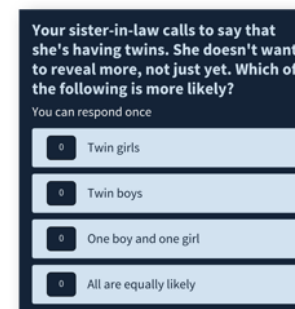 Your sister-in-law calls to say that
she's having twins. She doesn't want
to reveal more, not just yet. Which of
the following is more likely?
You can respond once
0 Twin girls
0 Twin boys
0 One boy and one girl
0 All are equally likely